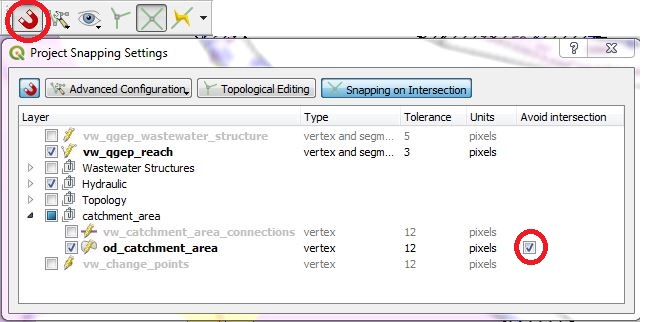 Project Snapping Settings
?
Advanced Configuration Topological Editing Snapping on Intersection
Layer Type Tolerance Units Avoid intersection
vw_qgep_wastewater_structure vertex and segm... 5 pixels
vw_qgep_reach vertex and segm... 3 pixels
Wastewater Structures
Hydraulic
Topology
catchment_area
vw_catchment_area_connections vertex 12 pixels
od_catchment_area vertex 12 pixels
vw_change_points vertex 12 pixels